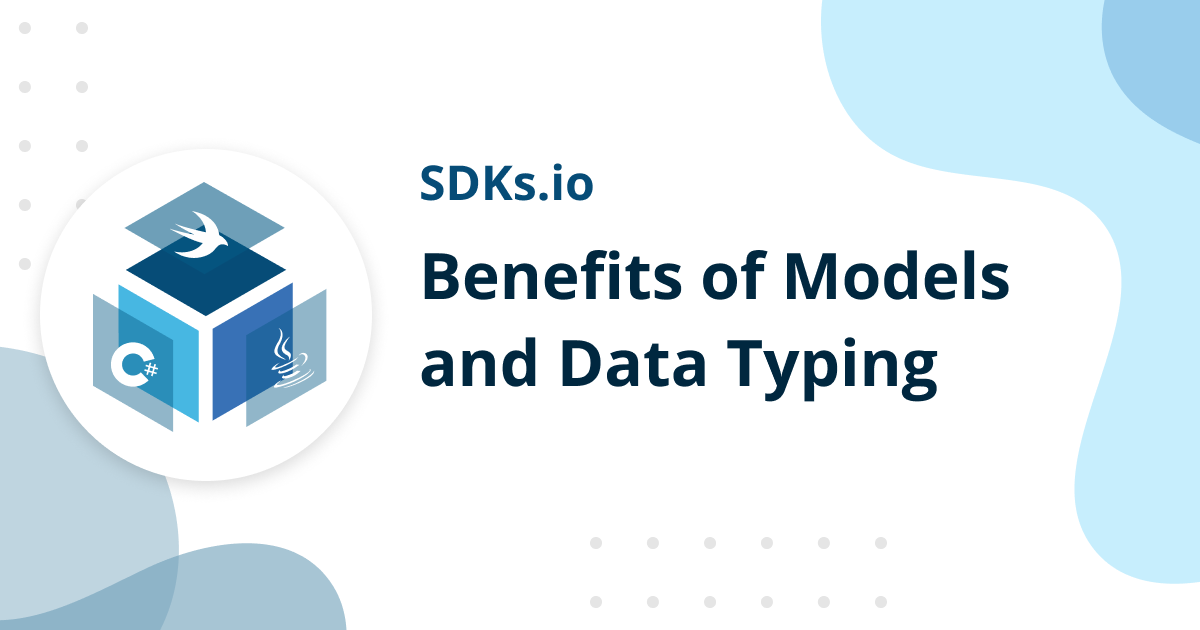 SDKs.io
Benefits of Models
and Data Typing
C#